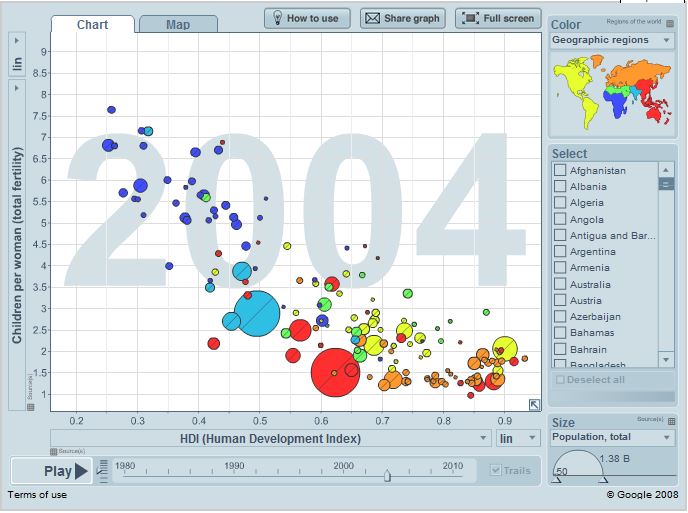 Chart
Map
How to use
Share graph
Full screen
Color
Regions of the world
Geographic regions
lin
Children per woman (total fertility)
9
8.5
8
7.5
7
6.5
6
5.5
5
4.5
4
3.5
3
2.5
2
1.5
1
2004
Source(s)
0.2
0.3
0.4
0.5
0.6
0.7
0.8
0.9
HDI (Human Development Index)
lin
Source(s)
Select
Afghanistan
Albania
Algeria
Angola
Antigua and Bar...
Argentina
Armenia
Australia
Austria
Azerbaijan
Bahamas
Bahrain
Bangladesh
Deselect all
Size
Source(s)
Population, total
1.38 B
50
Play
1980
1990
2000
2010
Trails
Terms of use
© Google 2008